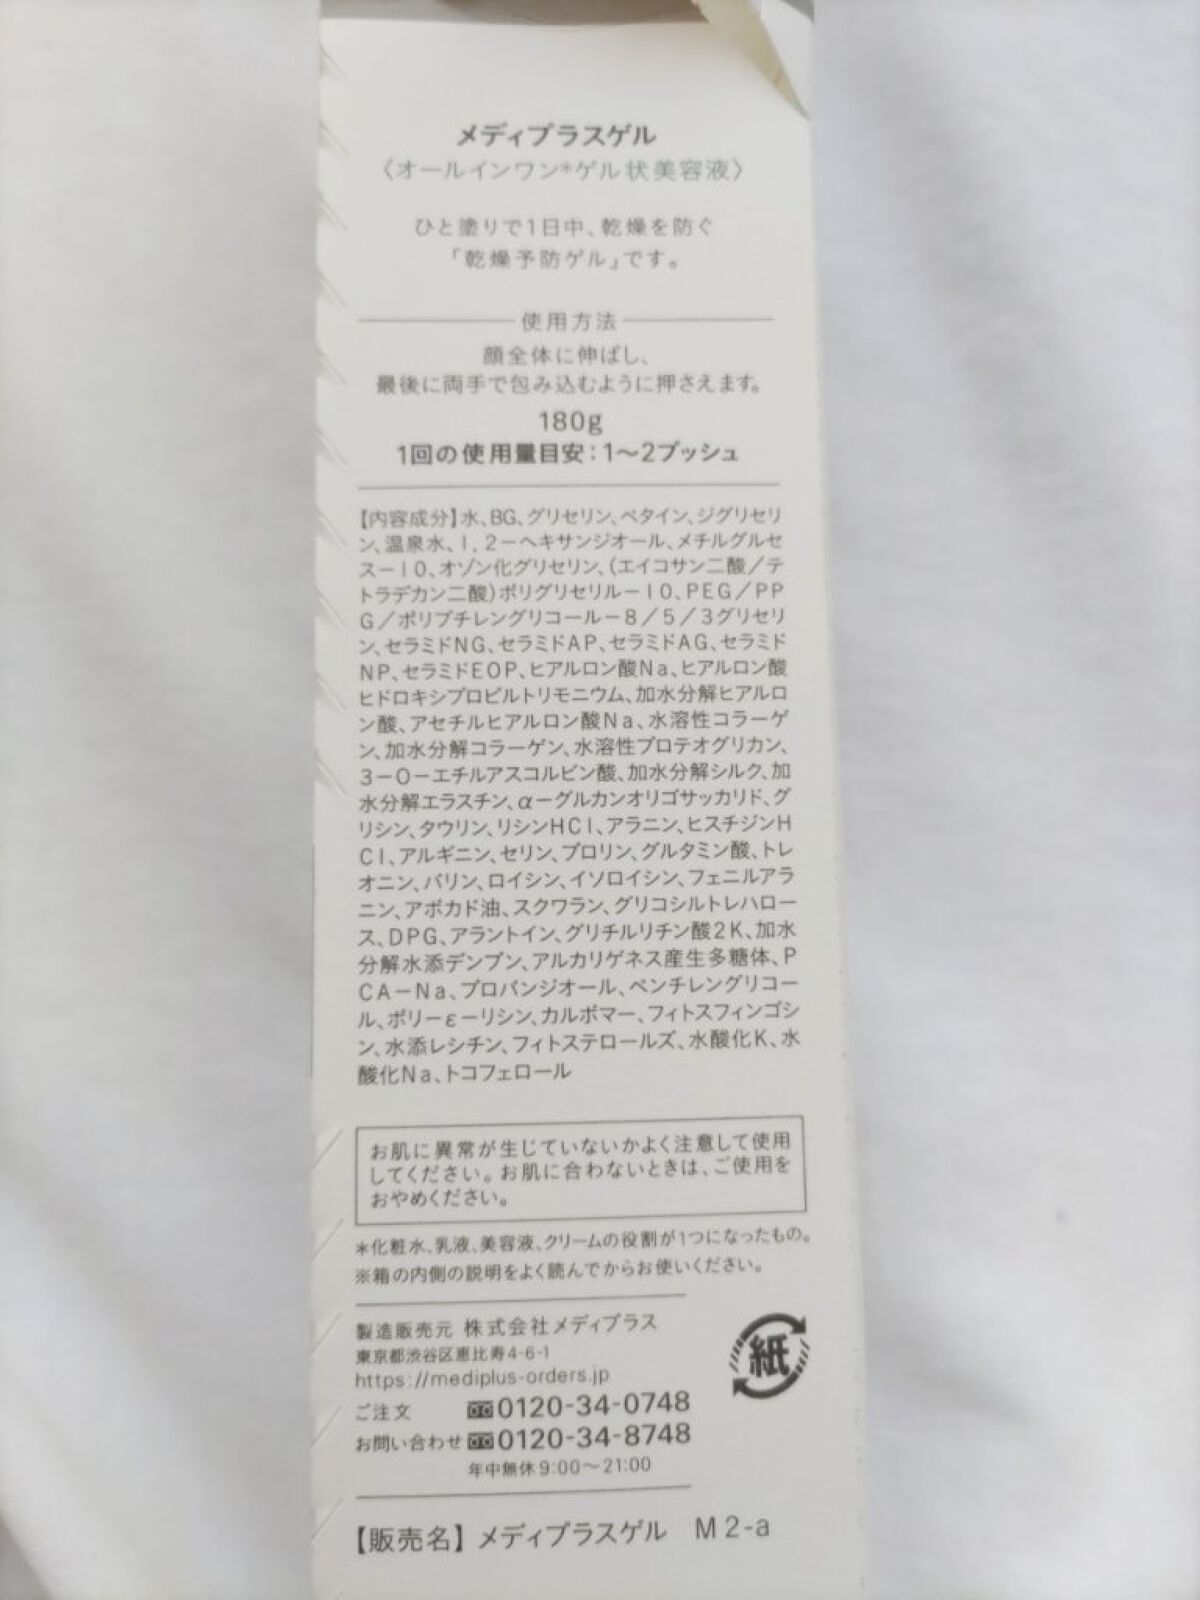 メディプラスゲル
〈オールインワン*ゲル状美容液〉
ひと塗りで1日中、乾燥を防ぐ
「乾燥予防ゲル」です。
使用方法
顔全体に伸ばし、
最後に両手で包み込むように押さえます。
180g
1回の使用量目安：1〜2プッシュ
【内容成分】水、BG、グリセリン、ベタイン、ジグリセリ
ン、温泉水、1，2−ヘキサンジオール、メチルグルセ
ス−10、オゾン化グリセリン、（エイコサン二酸／テ
トラデカン二酸）ポリグリセリル−10、PEG／PP
G／ポリブチレングリコール−8／5／3グリセリ
ン、セラミドNG、セラミドAP、セラミドAG、セラミド
NP、セラミドEOP、ヒアルロン酸Na、ヒアルロン酸
ヒドロキシプロピルトリモニウム、加水分解ヒアルロ
ン酸、アセチルヒアルロン酸Na、水溶性コラーゲ
ン、加水分解コラーゲン、水溶性プロテオグリカン、
3−O−エチルアスコルビン酸、加水分解シルク、加
水分解エラスチン、α−グルカンオリゴサッカリド、グ
リシン、タウリン、リシンHCl、アラニン、ヒスチジンH
Cl、アルギニン、セリン、プロリン、グルタミン酸、トレ
オニン、バリン、ロイシン、イソロイシン、フェニルアラ
ニン、アボカド油、スクワラン、グリコシルトレハロー
ス、DPG、アラントイン、グリチルリチン酸2K、加水
分解水添デンプン、アルカリゲネス産生多糖体、P
CA−Na、プロパンジオール、ペンチレングリコー
ル、ポリ−ε−リシン、カルボマー、フィトスフィンゴシ
ン、水添レシチン、フィトステロールズ、水酸化K、水
酸化Na、トコフェロール
お肌に異常が生じていないかよく注意して使用
してください。お肌に合わないときは、ご使用を
おやめください。
*化粧水、乳液、美容液、クリームの役割が1つになったもの。
※箱の内側の説明をよく読んでからお使いください。
製造販売元 株式会社メディプラス
東京都渋谷区恵比寿4-6-1
https://mediplus-orders.jp
紙
ご注文 0120-34-0748
お問い合わせ 0120-34-8748
年中無休 9:00〜21:00
【販売名】メディプラスゲル M2-a